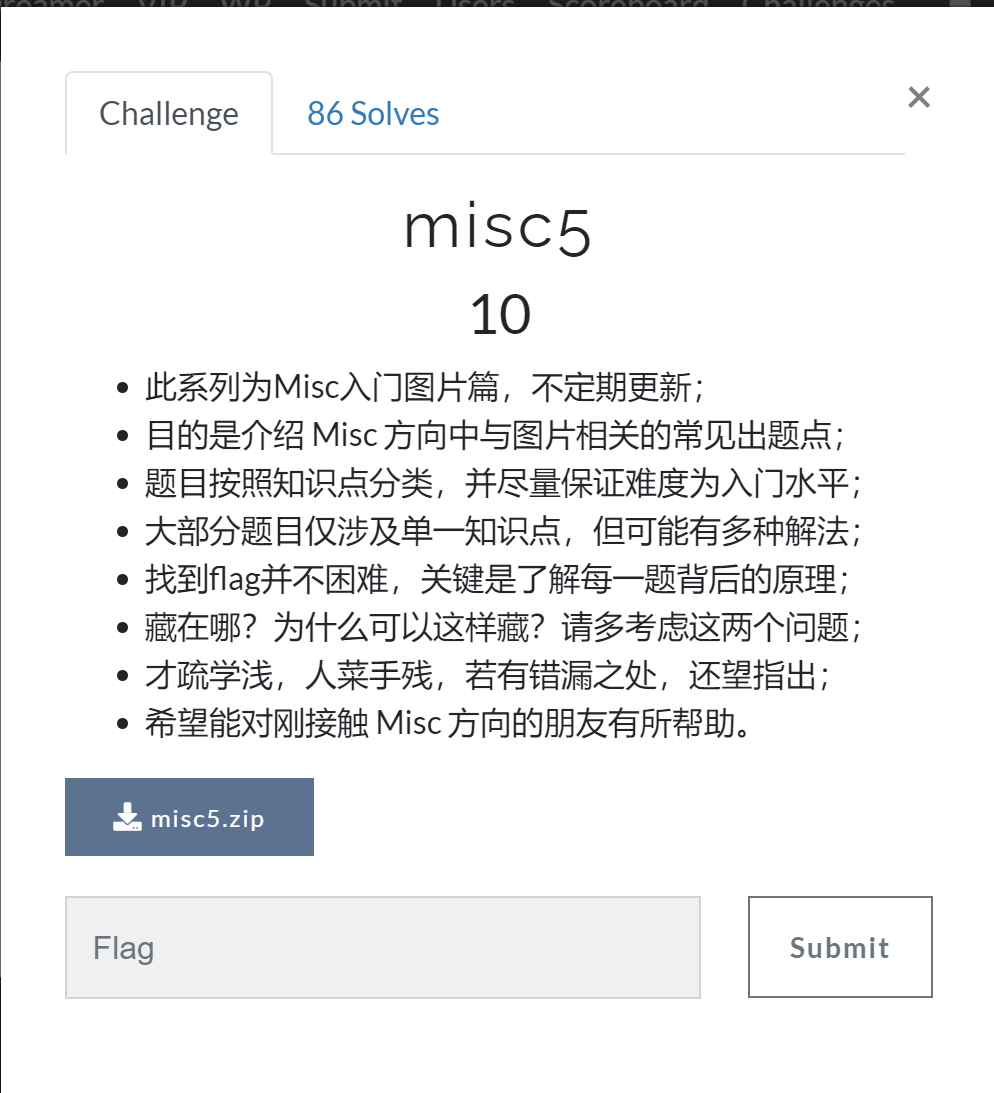 Challenge
86 Solves
×
misc5
10
此系列为Misc入门图片篇，不定期更新；
目的是介绍 Misc 方向中与图片相关的常见出题点；
题目按照知识点分类，并尽量保证难度为入门水平；
大部分题目仅涉及单一知识点，但可能有多种解法；
找到flag并不困难，关键是了解每一题背后的原理；
藏在哪？为什么可以这样藏？请多考虑这两个问题；
才疏学浅，人菜手残，若有错漏之处，还望指出；
希望能对刚接触 Misc 方向的朋友有所帮助。
misc5.zip
Flag
Submit